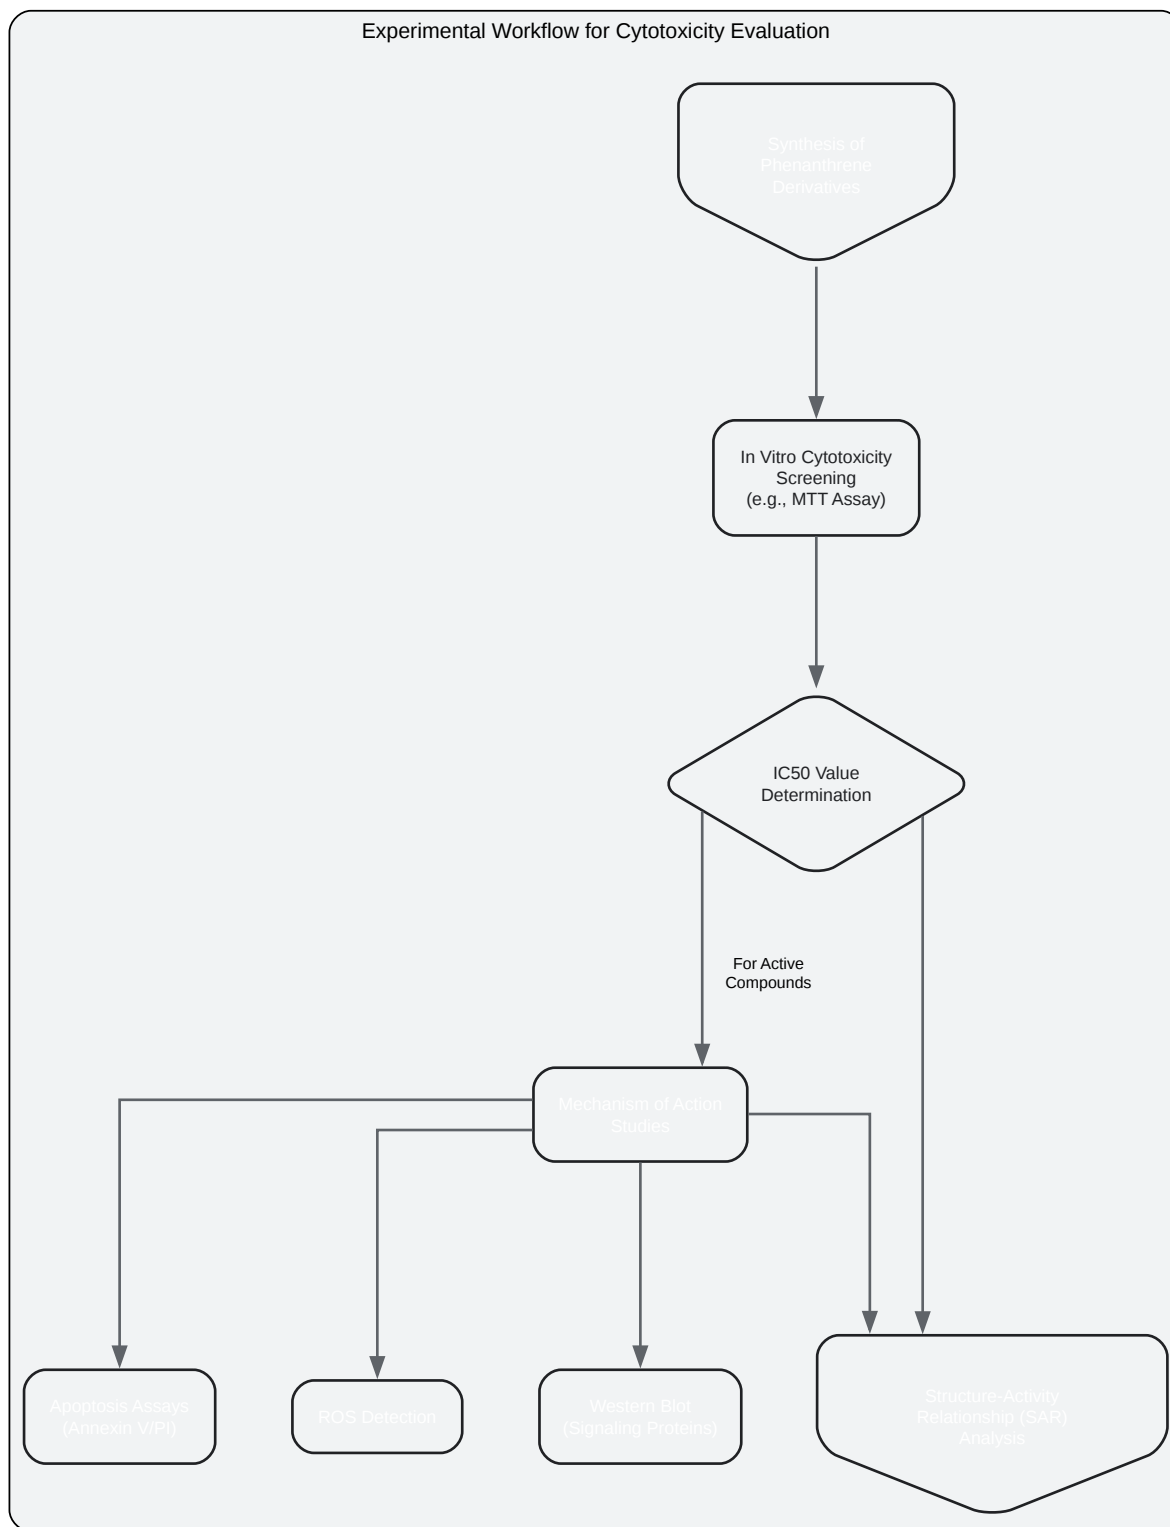 Experimental Workflow for Cytotoxicity Evaluation
Synthesis of
Phenanthrene
Derivatives
In Vitro Cytotoxicity
Screening
(e.g., MTT Assay)
IC50 Value
Determination
For Active
Compounds
Mechanism of Action
Studies
Apoptosis Assays
(Annexin V/PI)
ROS Detection
Western Blot
(Signaling Proteins)
Structure-Activity
Relationship (SAR)
Analysis